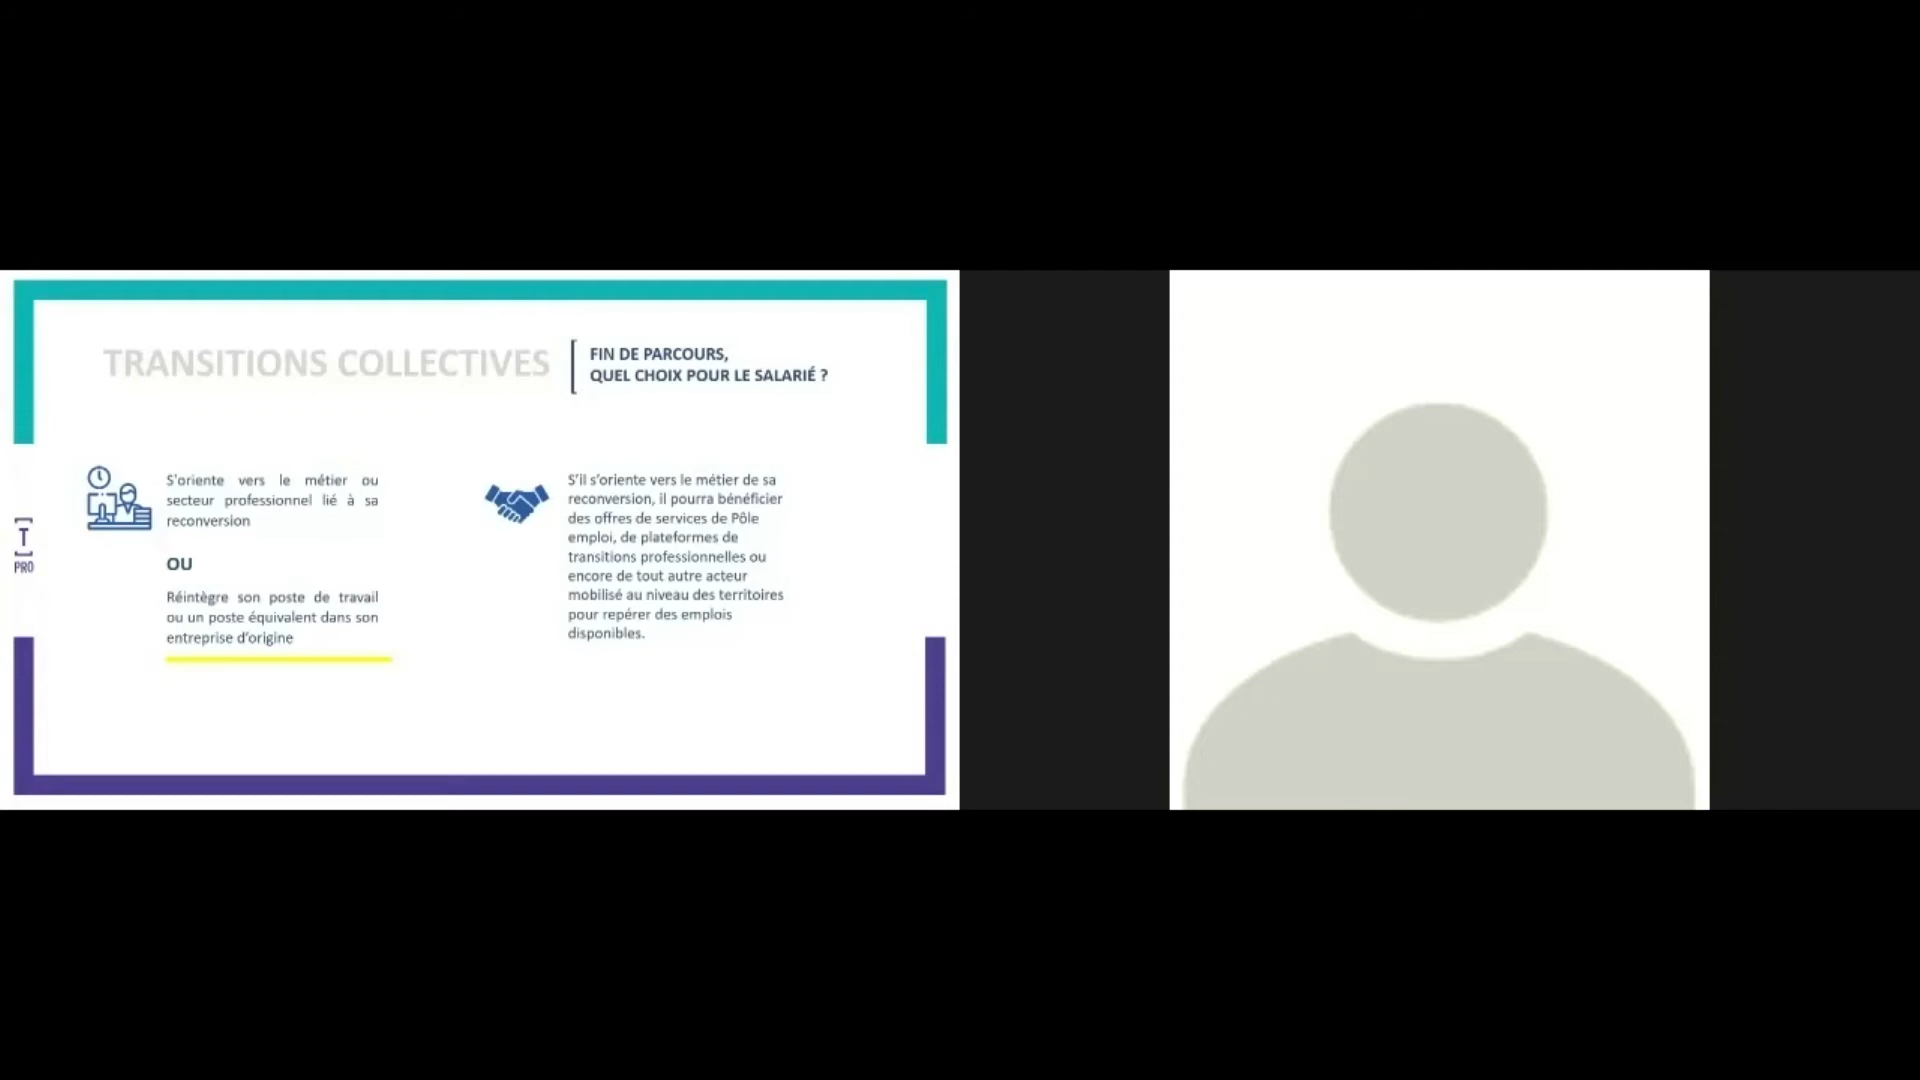 TRANSITIONS COLLECTIVES
FIN DE PARCOURS,
QUEL CHOIX POUR LE SALARIÉ ?
S'oriente vers le métier ou
secteur professionnel lié à sa
reconversion
OU
Réintègre son poste de travail
ou un poste équivalent dans son
entreprise d'origine
S'il s'oriente vers le métier de sa
reconversion, il pourra bénéficier
des offres de services de Pôle
emploi, de plateformes de
transitions professionnelles ou
encore de tout autre acteur
mobilisé au niveau des territoires
pour repérer des emplois
disponibles.
[T]
PRO